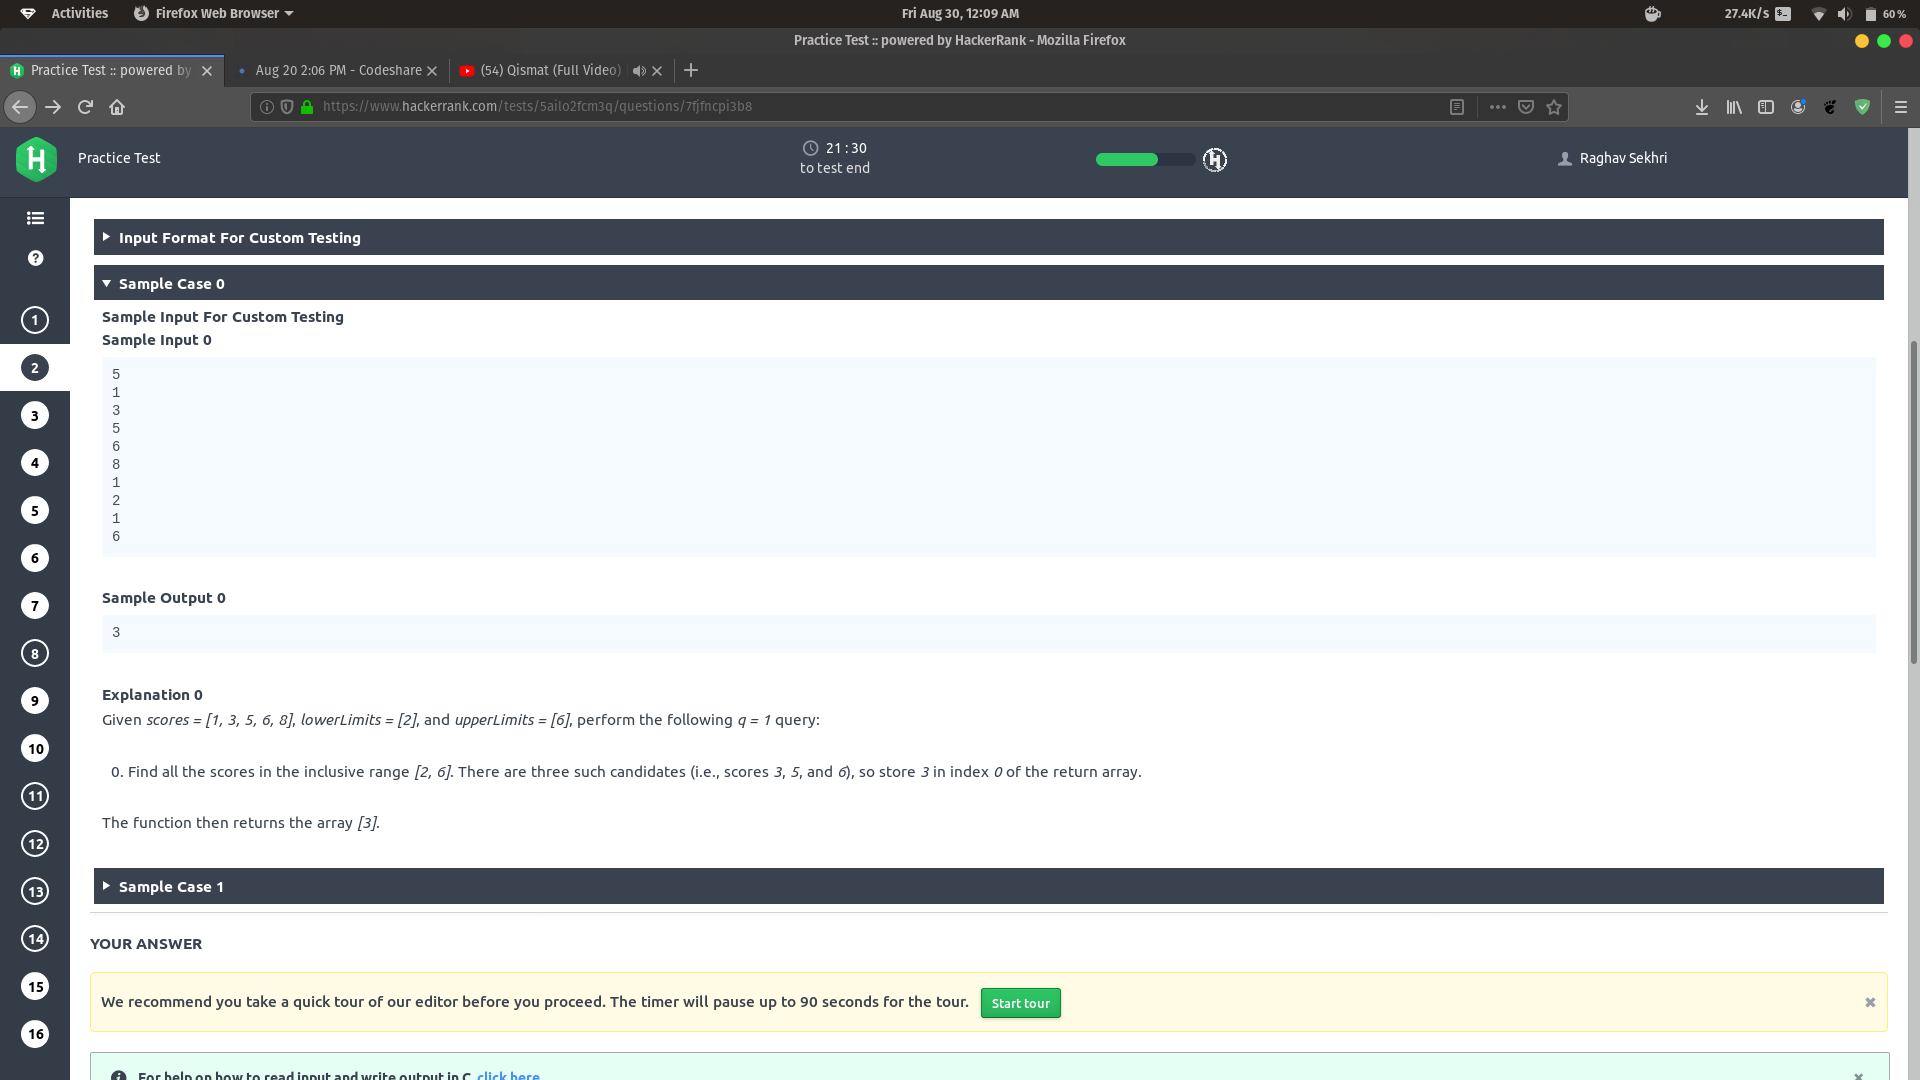 Activities
Firefox Web Browser
Fri Aug 30, 12:09 AM
27.4K/s
60 %
Practice Test :: powered by HackerRank - Mozilla Firefox
Practice Test :: powered by
Aug 20 2:06 PM - Codeshare
(54) Qismat (Full Video)
https://www.hackerrank.com/tests/5ailo2fcm3q/questions/7fjfncpi3b8
Practice Test
21 : 30
to test end
Raghav Sekhri
1
2
3
4
5
6
7
8
9
10
11
12
13
14
15
16
Input Format For Custom Testing
Sample Case 0
Sample Input For Custom Testing
Sample Input 0
5
1
3
5
6
8
1
2
1
6
Sample Output 0
3
Explanation 0
Given scores = [1, 3, 5, 6, 8], lowerLimits = [2], and upperLimits = [6], perform the following q = 1 query:
0. Find all the scores in the inclusive range [2, 6]. There are three such candidates (i.e., scores 3, 5, and 6), so store 3 in index 0 of the return array.
The function then returns the array [3].
Sample Case 1
YOUR ANSWER
We recommend you take a quick tour of our editor before you proceed. The timer will pause up to 90 seconds for the tour.
Start tour
For help on how to read input and write output in C, click here